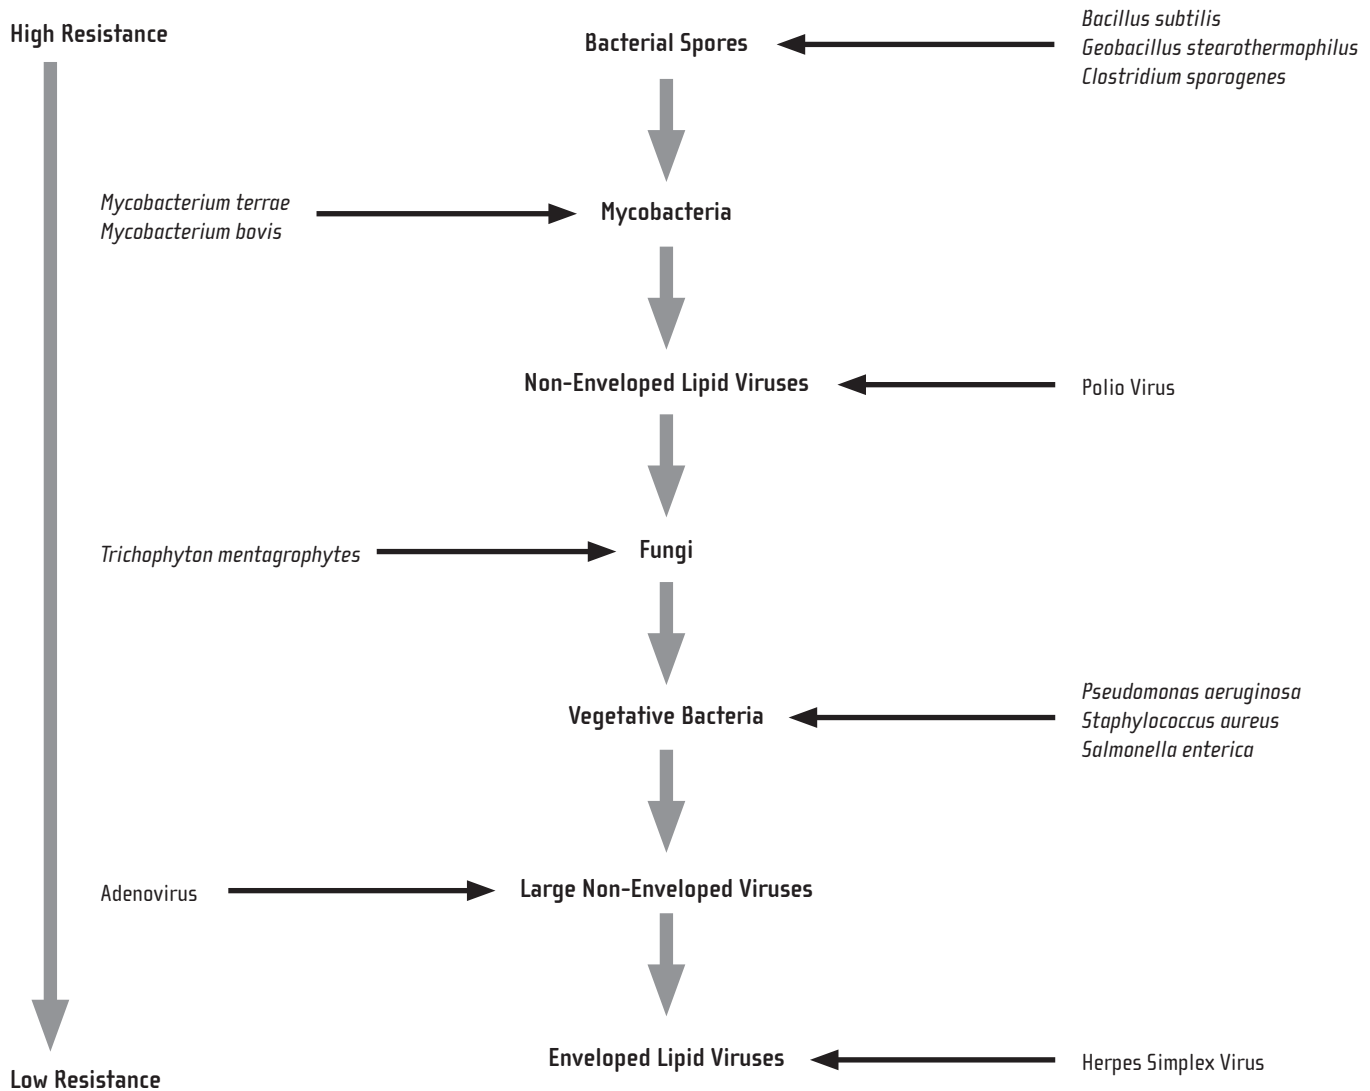 High Resistance
Bacterial Spores
Bacillus subtilis
Geobacillus stearothermophilus
Clostridium sporogenes
Mycobacterium terrae
Mycobacterium bovis
Mycobacteria
Non-Enveloped Lipid Viruses
Polio Virus
Trichophyton mentagrophytes
Fungi
Vegetative Bacteria
Pseudomonas aeruginosa
Staphylococcus aureus
Salmonella enterica
Adenovirus
Large Non-Enveloped Viruses
Enveloped Lipid Viruses
Herpes Simplex Virus
Low Resistance